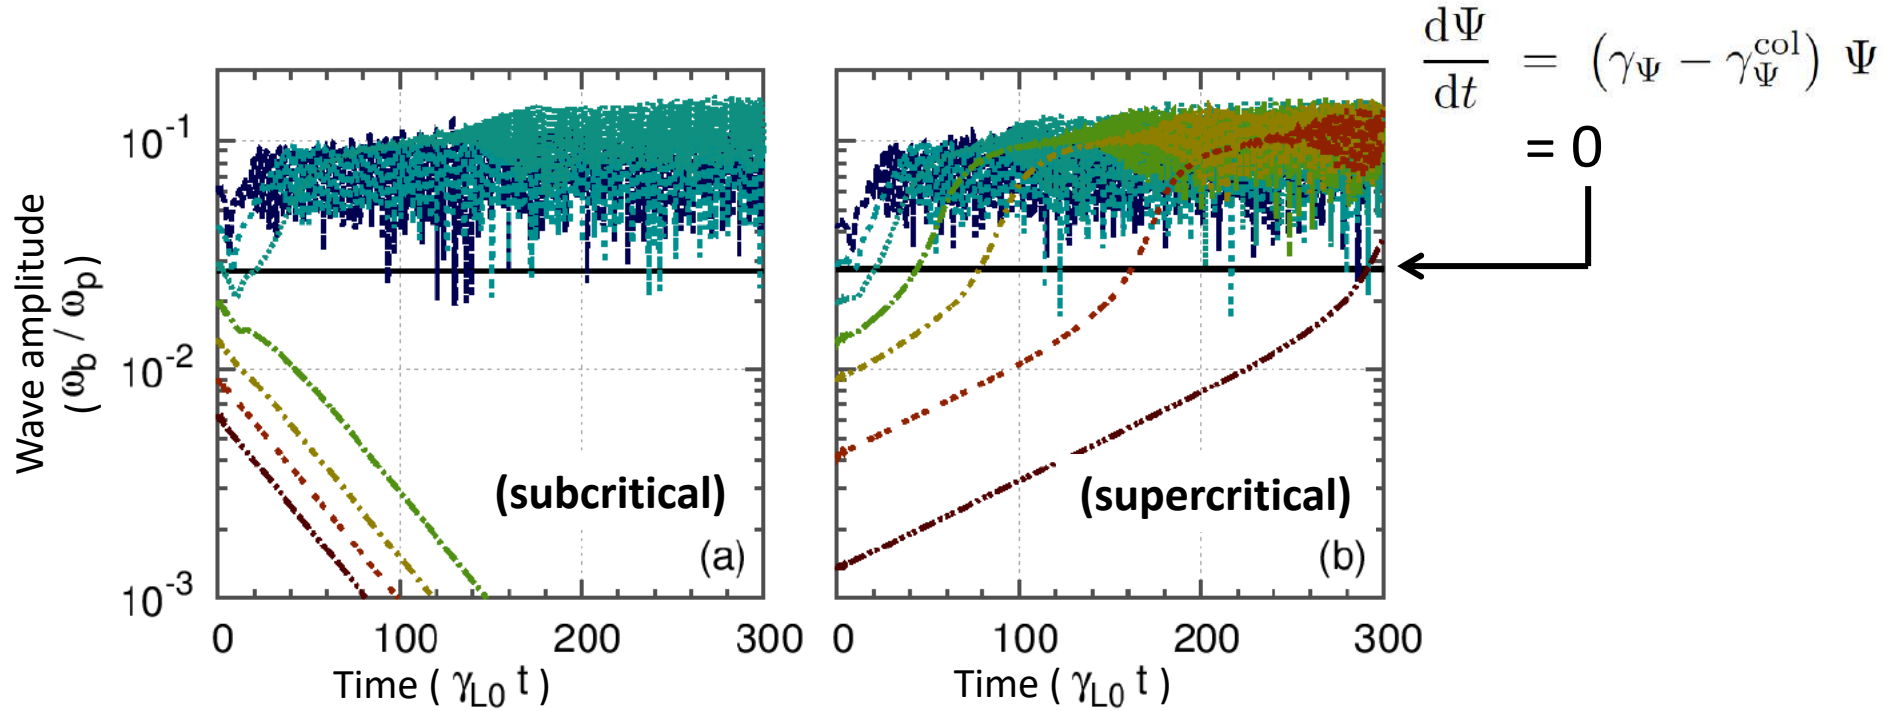 dΨ/dt = (γ_Ψ − γ_Ψ^col) Ψ
= 0
Wave amplitude
(ω_b / ω_p)
10^-1
10^-2
10^-3
(subcritical)
(a)
0 100 200 300
Time ( γ_L0 t )
(supercritical)
(b)
0 100 200 300
Time ( γ_L0 t )